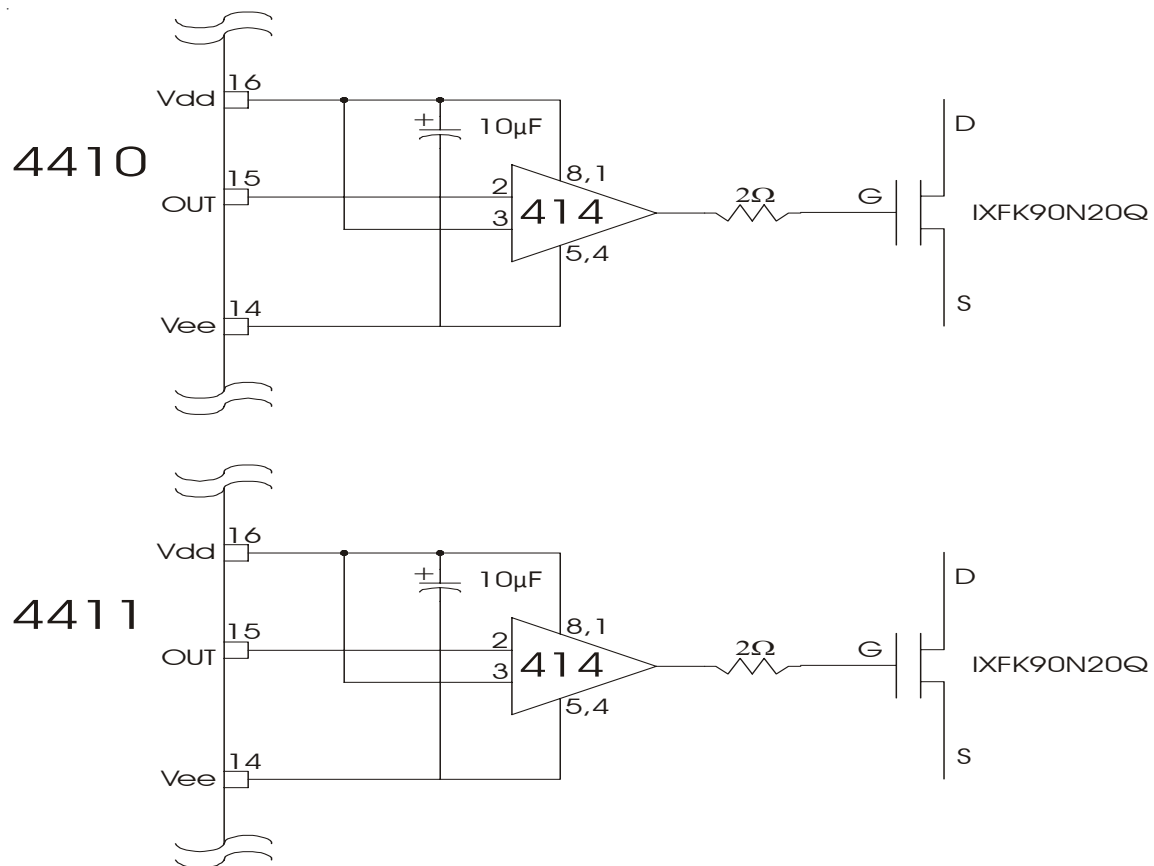 16
Vdd
+ 10µF
D
4410
8,1
15
OUT
2
414
3
2Ω
G
IXFK90N20Q
5,4
14
Vee
S
16
Vdd
+ 10µF
D
4411
8,1
15
OUT
2
414
3
2Ω
G
IXFK90N20Q
5,4
14
Vee
S